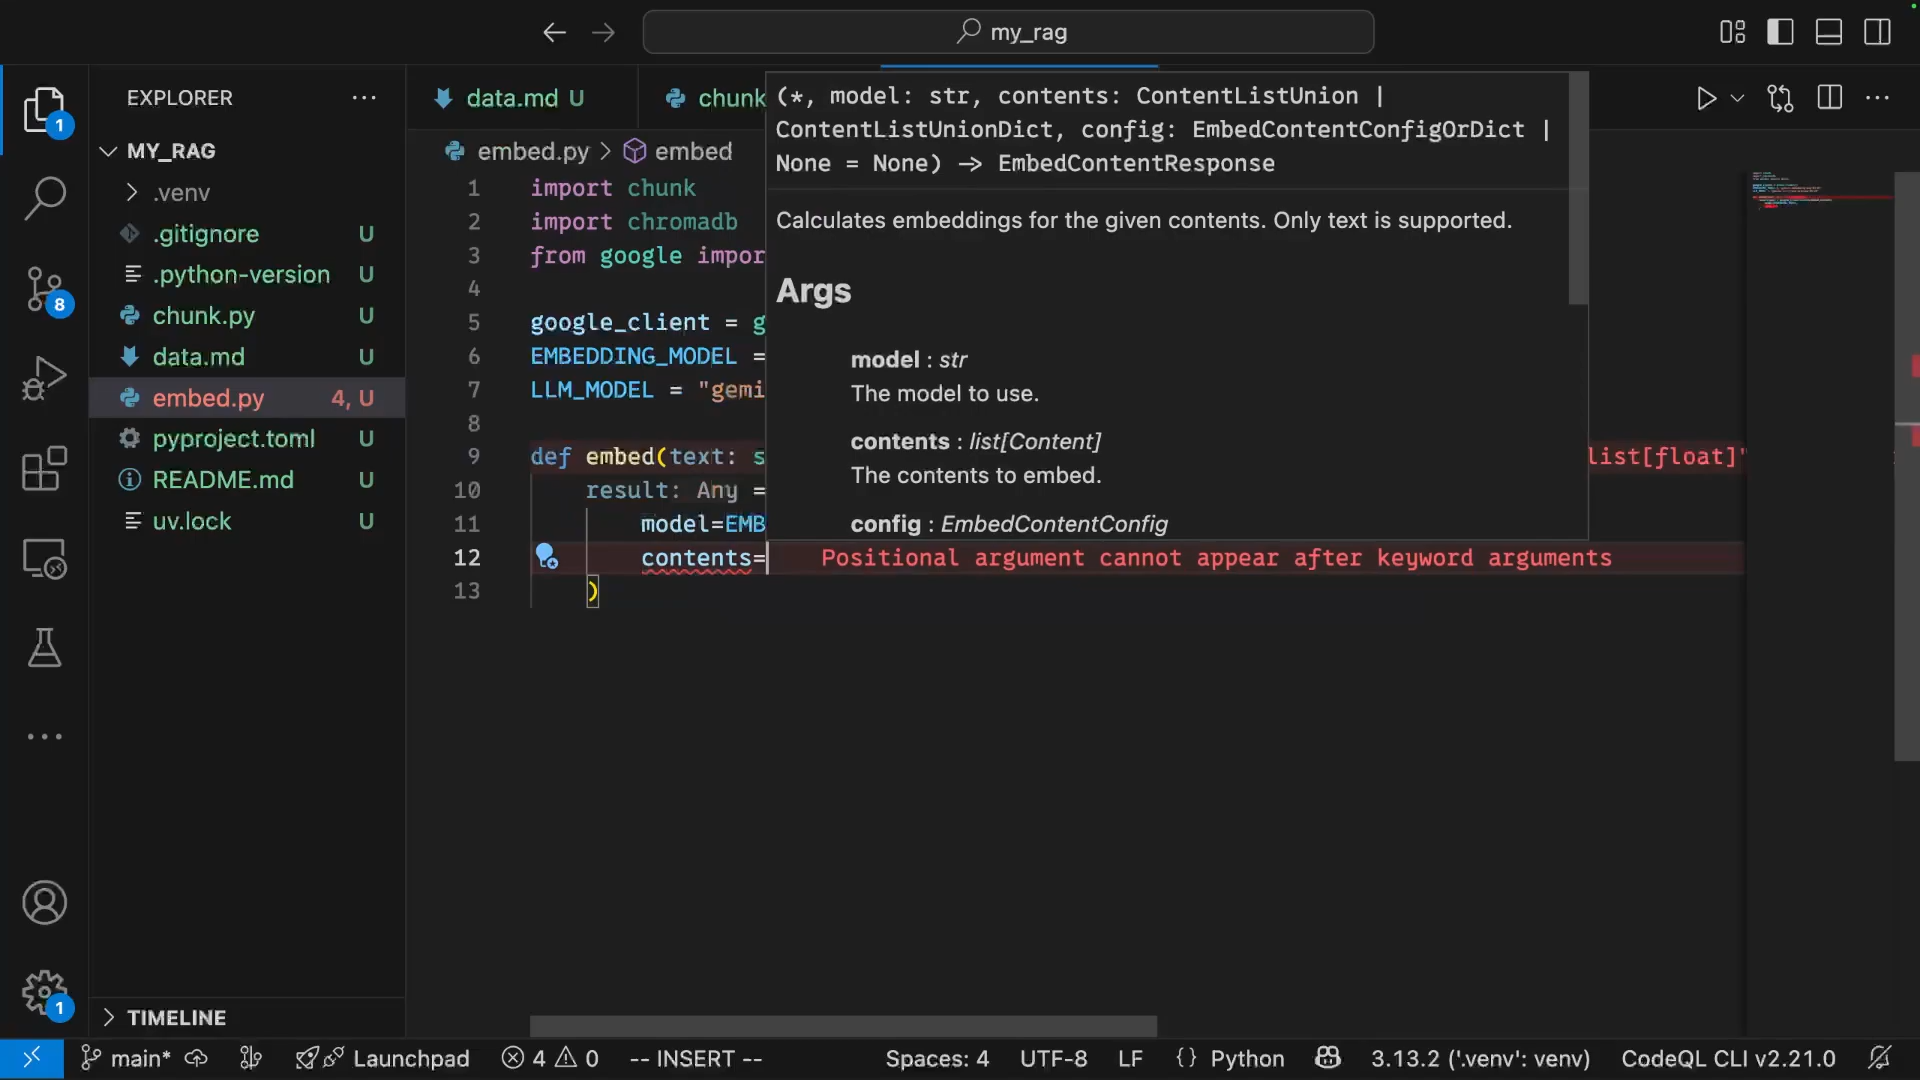 my_rag
EXPLORER
MY_RAG
.venv
.gitignore U
.python-version U
chunk.py U
data.md U
embed.py 4, U
pyproject.toml U
README.md U
uv.lock U
TIMELINE
1
8
1
data.md U
chunk
embed.py > embed
1 import chunk
2 import chromadb
3 from google impor
4
5 google_client = g
6 EMBEDDING_MODEL =
7 LLM_MODEL = "gemi
8
9 def embed(text: s list[float]"
10 result: Any =
11 model=EMB
12 contents= Positional argument cannot appear after keyword arguments
13 )
(*, model: str, contents: ContentListUnion |
ContentListUnionDict, config: EmbedContentConfigOrDict |
None = None) -> EmbedContentResponse
Calculates embeddings for the given contents. Only text is supported.
Args
model : str
The model to use.
contents : list[Content]
The contents to embed.
config : EmbedContentConfig
main* Launchpad 4 0 -- INSERT -- Spaces: 4 UTF-8 LF {} Python 3.13.2 ('.venv': venv) CodeQL CLI v2.21.0